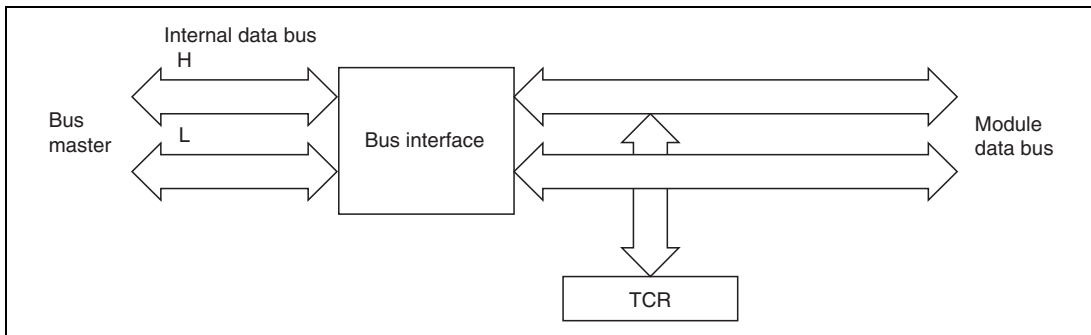 Internal data bus
H
Bus
master
L
Bus interface
Module
data bus
TCR